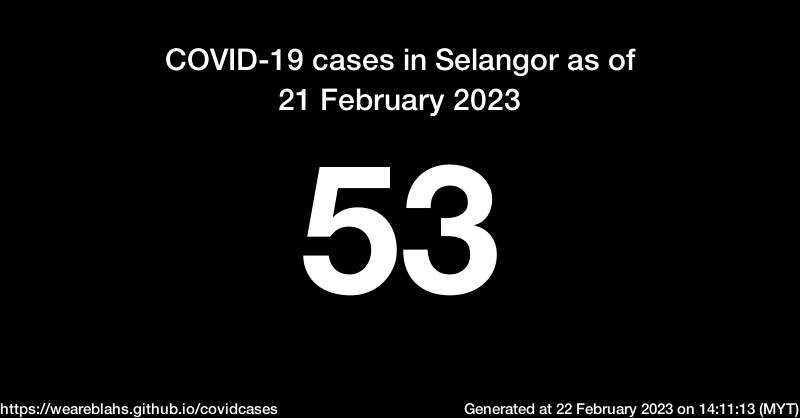 COVID-19 cases in Selangor as of
21 February 2023
53
https://weareblahs.github.io/covidcases
Generated at 22 February 2023 on 14:11:13 (MYT)